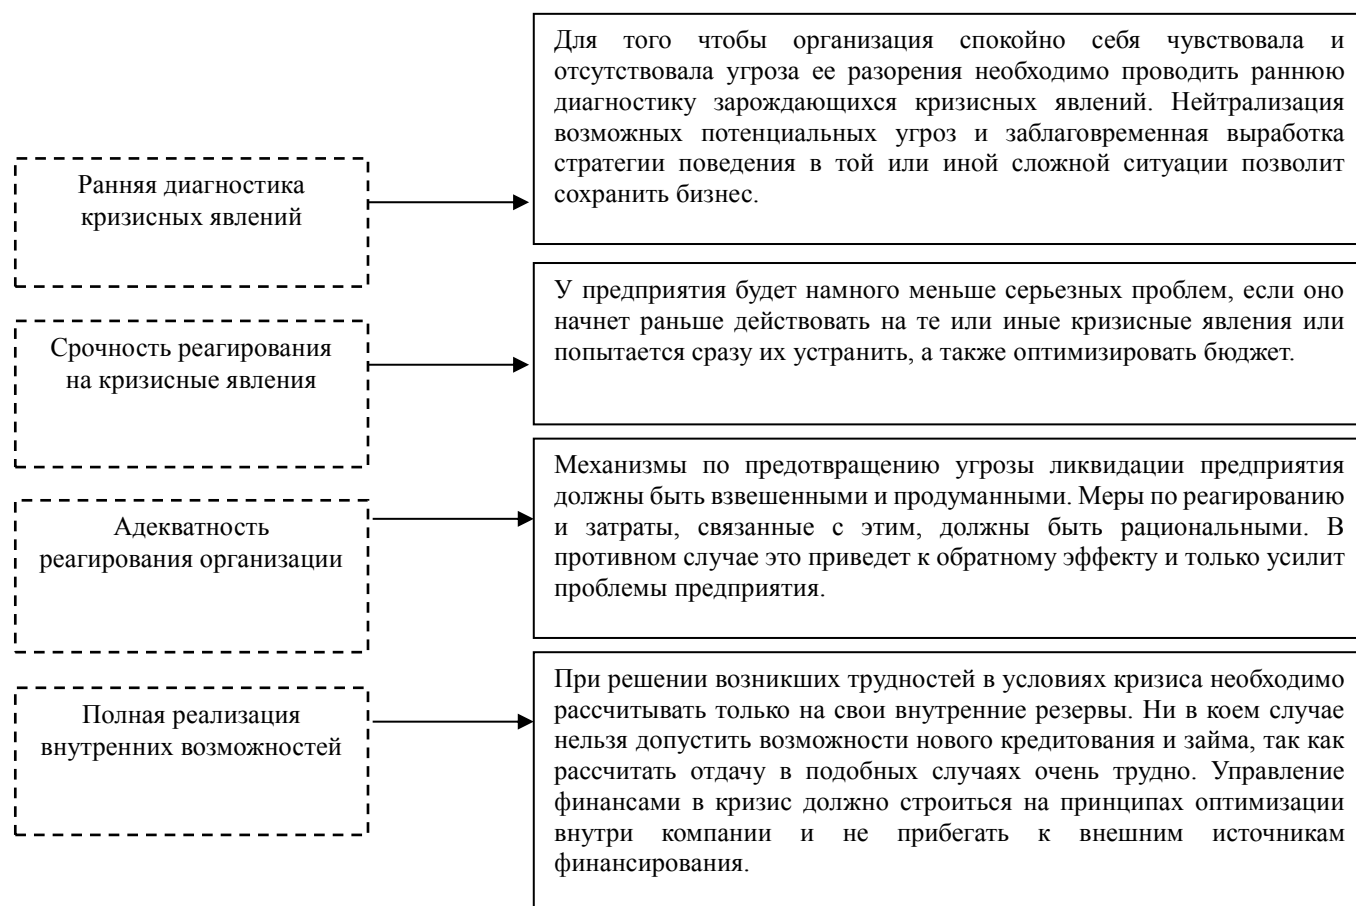 Ранняя диагностика
кризисных явлений
Для того чтобы организация спокойно себя чувствовала и
отсутствовала угроза ее разорения необходимо проводить раннюю
диагностику зарождающихся кризисных явлений. Нейтрализация
возможных потенциальных угроз и заблаговременная выработка
стратегии поведения в той или иной сложной ситуации позволит
сохранить бизнес.
Срочность реагирования
на кризисные явления
У предприятия будет намного меньше серьезных проблем, если оно
начнет раньше действовать на те или иные кризисные явления или
попытается сразу их устранить, а также оптимизировать бюджет.
Адекватность
реагирования организации
Механизмы по предотвращению угрозы ликвидации предприятия
должны быть взвешенными и продуманными. Меры по реагированию
и затраты, связанные с этим, должны быть рациональными. В
противном случае это приведет к обратному эффекту и только усилит
проблемы предприятия.
Полная реализация
внутренних возможностей
При решении возникших трудностей в условиях кризиса необходимо
рассчитывать только на свои внутренние резервы. Ни в коем случае
нельзя допустить возможности нового кредитования и займа, так как
рассчитать отдачу в подобных случаях очень трудно. Управление
финансами в кризис должно строиться на принципах оптимизации
внутри компании и не прибегать к внешним источникам
финансирования.